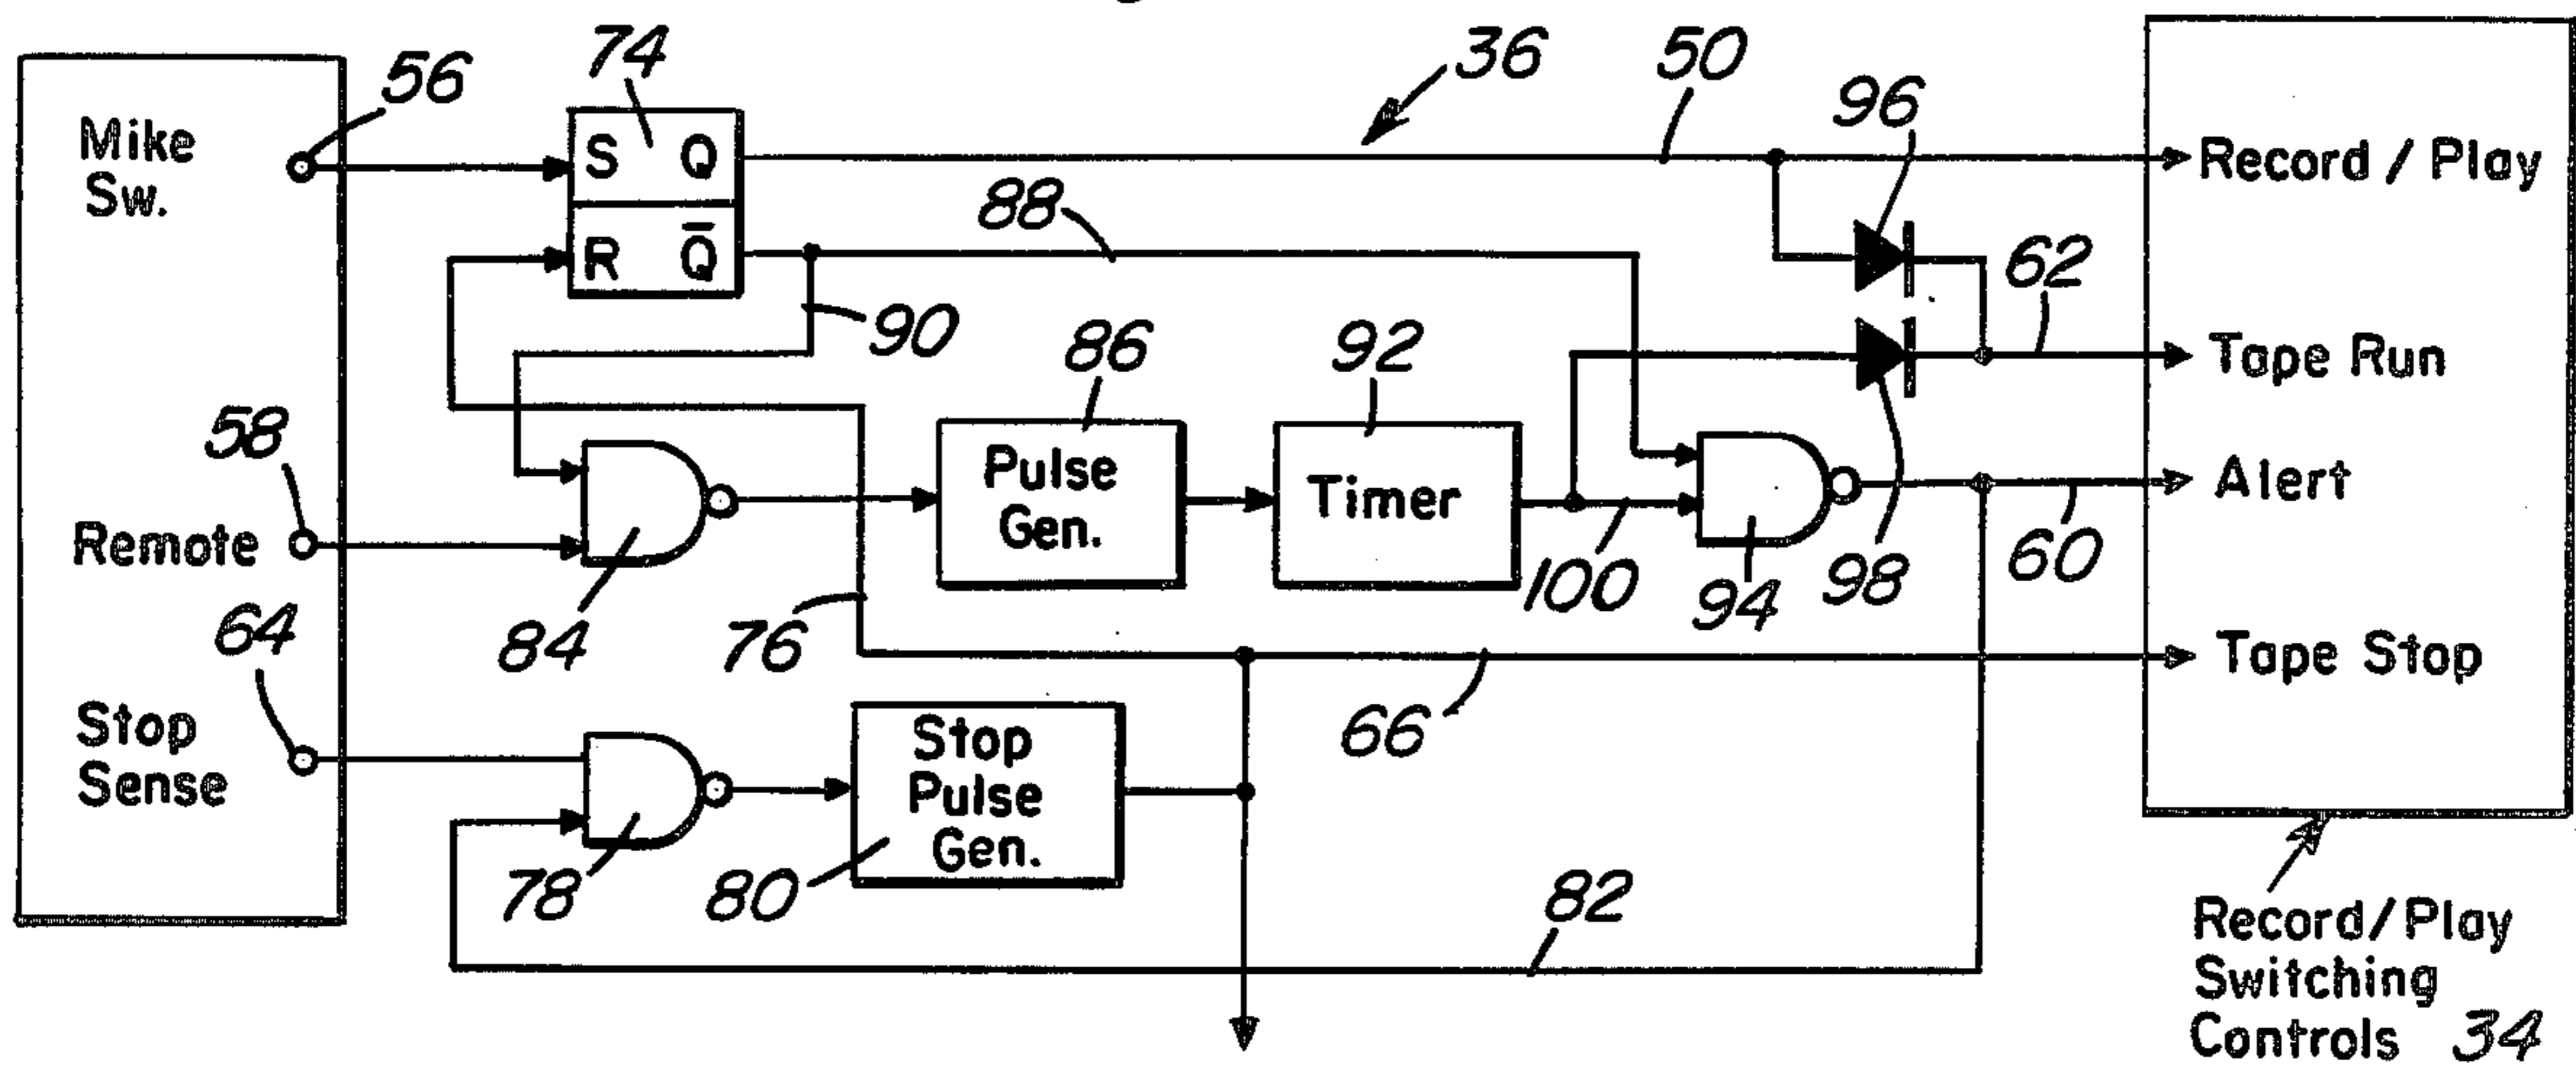 74
36
50
56
96
Mike
Sw.
S Q
Record / Play
88
R Q̄
62
90
86
92
Tape Run
58
Pulse
Gen.
Timer
Alert
Remote
100
94
98
60
84
76
64
Tape Stop
66
Stop
Sense
Stop
Pulse
Gen.
78
80
82
Record/Play
Switching
Controls 34